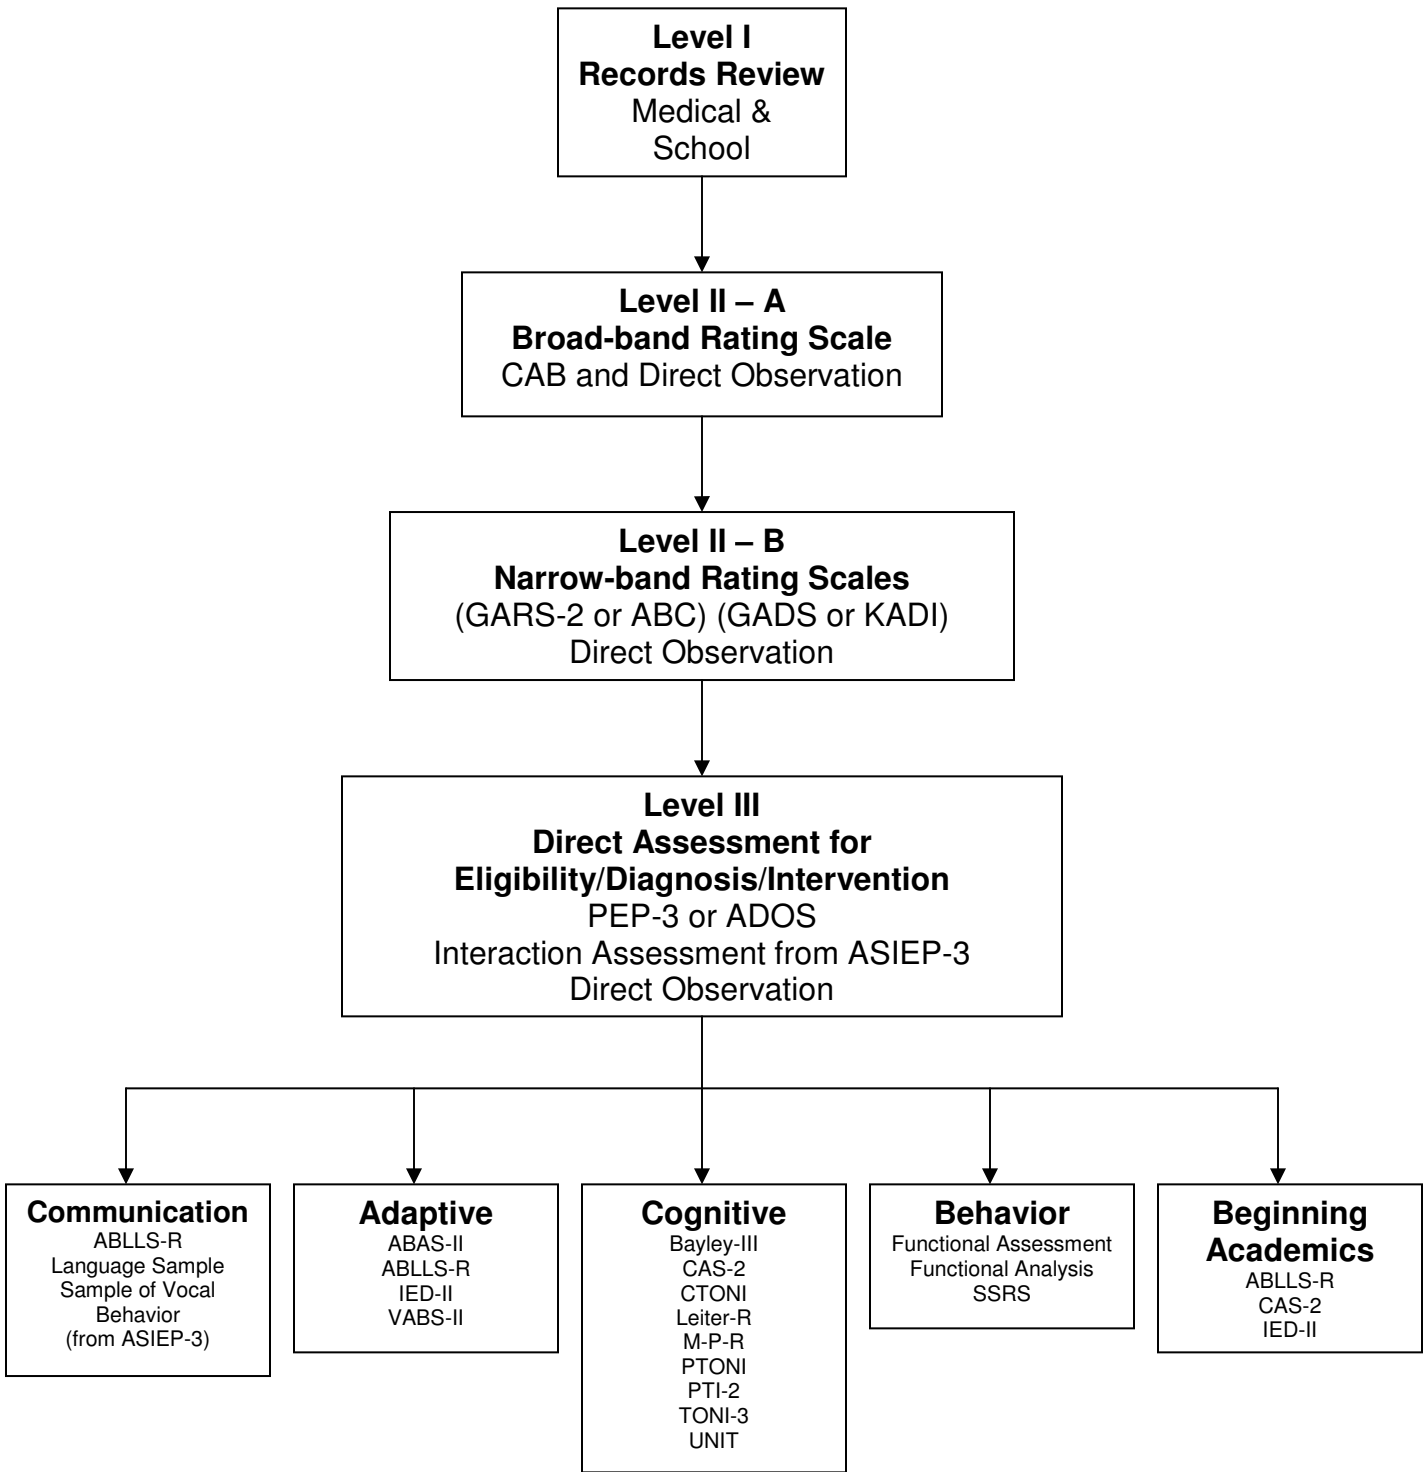 Level I
Records Review
Medical &
School
Level II – A
Broad-band Rating Scale
CAB and Direct Observation
Level II – B
Narrow-band Rating Scales
(GARS-2 or ABC) (GADS or KADI)
Direct Observation
Level III
Direct Assessment for
Eligibility/Diagnosis/Intervention
PEP-3 or ADOS
Interaction Assessment from ASIEP-3
Direct Observation
Communication
ABLLS-R
Language Sample
Sample of Vocal
Behavior
(from ASIEP-3)
Adaptive
ABAS-II
ABLLS-R
IED-II
VABS-II
Cognitive
Bayley-III
CAS-2
CTONI
Leiter-R
M-P-R
PTONI
PTI-2
TONI-3
UNIT
Behavior
Functional Assessment
Functional Analysis
SSRS
Beginning
Academics
ABLLS-R
CAS-2
IED-II